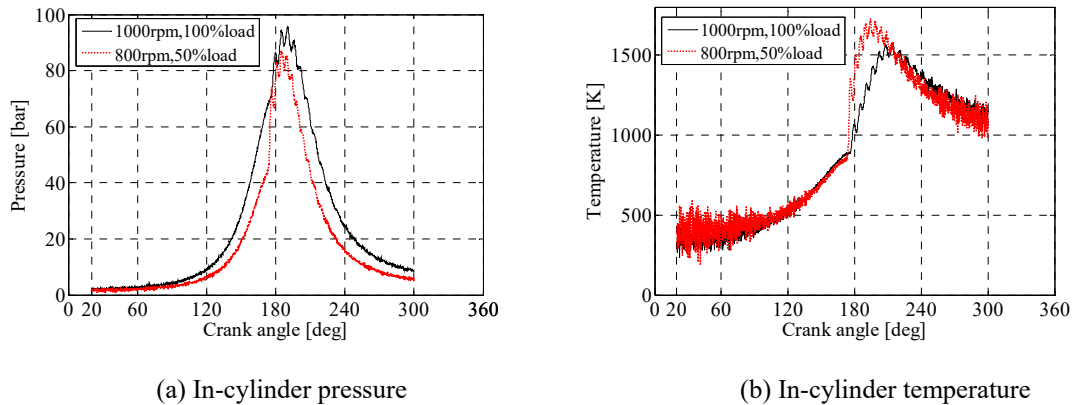 1000rpm,100%load
800rpm,50%load
100
80
60
40
20
0
Pressure [bar]
0 20 60 120 180 240 300 360
Crank angle [deg]
(a) In-cylinder pressure
1000rpm,100%load
800rpm,50%load
1500
1000
500
0
Temperature [K]
20 60 120 180 240 300 360
Crank angle [deg]
(b) In-cylinder temperature